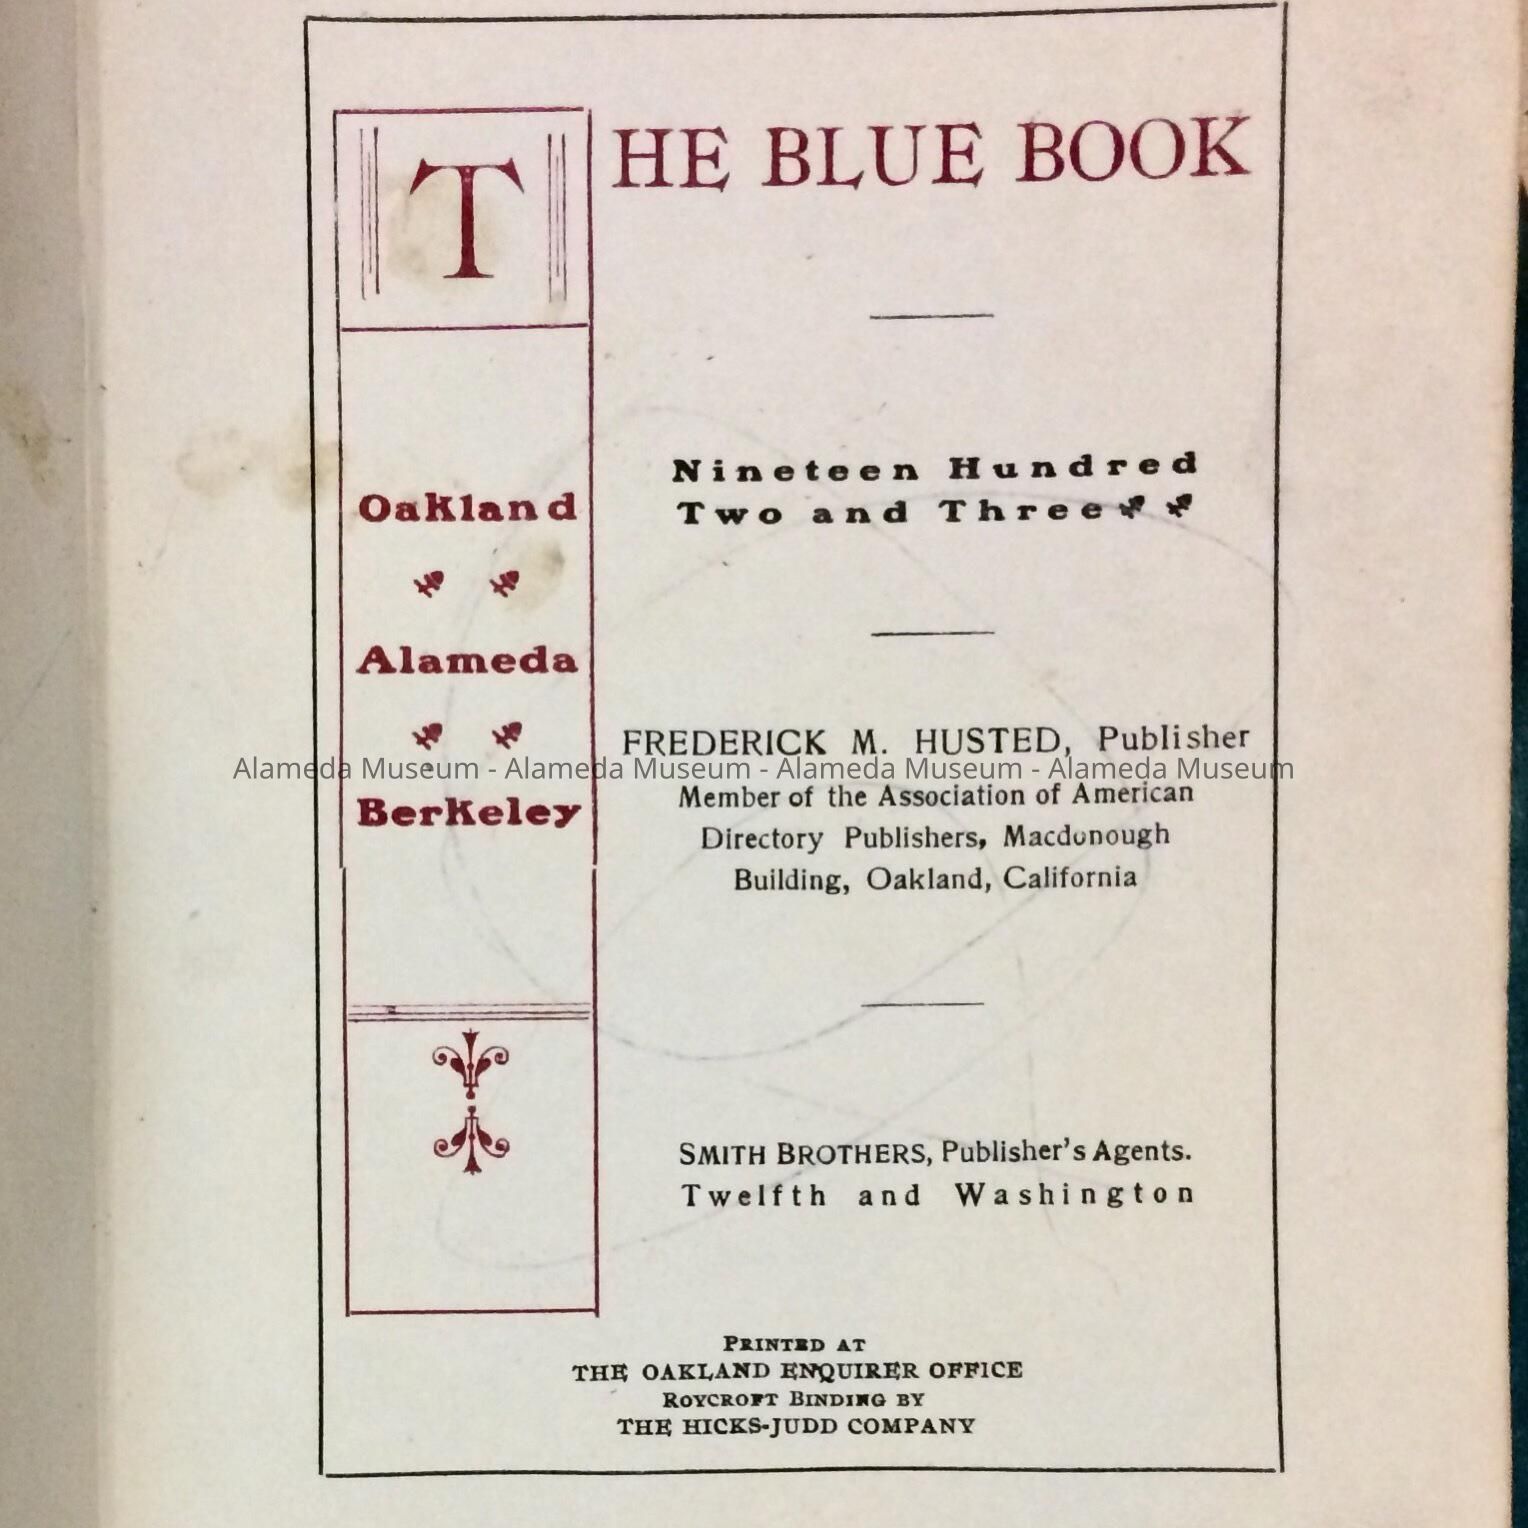 THE BLUE BOOK
Oakland
Alameda
Berkeley
Nineteen Hundred
Two and Three
FREDERICK M. HUSTED, Publisher
Alameda Museum - Alameda Museum - Alameda Museum - Alameda Museum
Member of the Association of American
Directory Publishers, Macdonough
Building, Oakland, California
SMITH BROTHERS, Publisher's Agents.
Twelfth and Washington
PRINTED AT
THE OAKLAND ENQUIRER OFFICE
ROYCROFT BINDING BY
THE HICKS-JUDD COMPANY